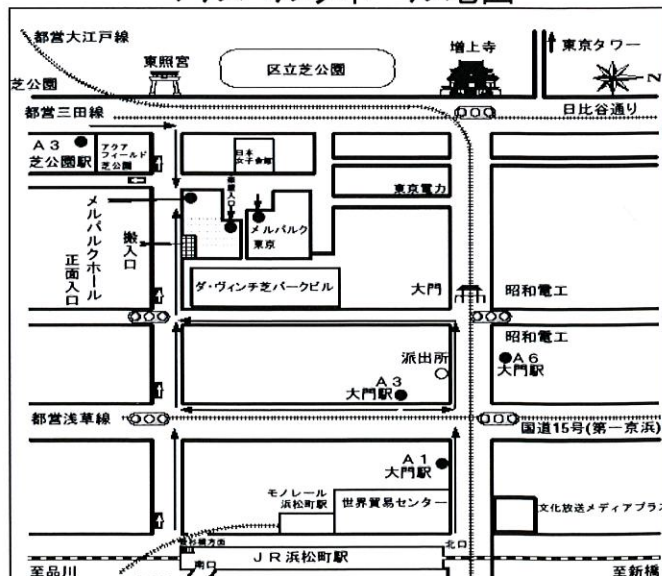 都営大江戸線
東照宮
区立芝公園
増上寺
東京タワー
N
芝公園
都営三田線
日比谷通り
A3
芝公園駅
アクア
フィールド
芝公園
日本
女子会館
東京電力
メルパルクホール
正面入口
搬入口
メルパルク
東京
ダ・ヴィンチ芝パークビル
大門
昭和電工
昭和電工
派出所
A3
大門駅
A6
大門駅
都営浅草線
国道15号(第一京浜)
A1
大門駅
モノレール
浜松町駅
世界貿易センター
文化放送メディアプラス
北口
JR浜松町駅
南口
至品川
至新橋